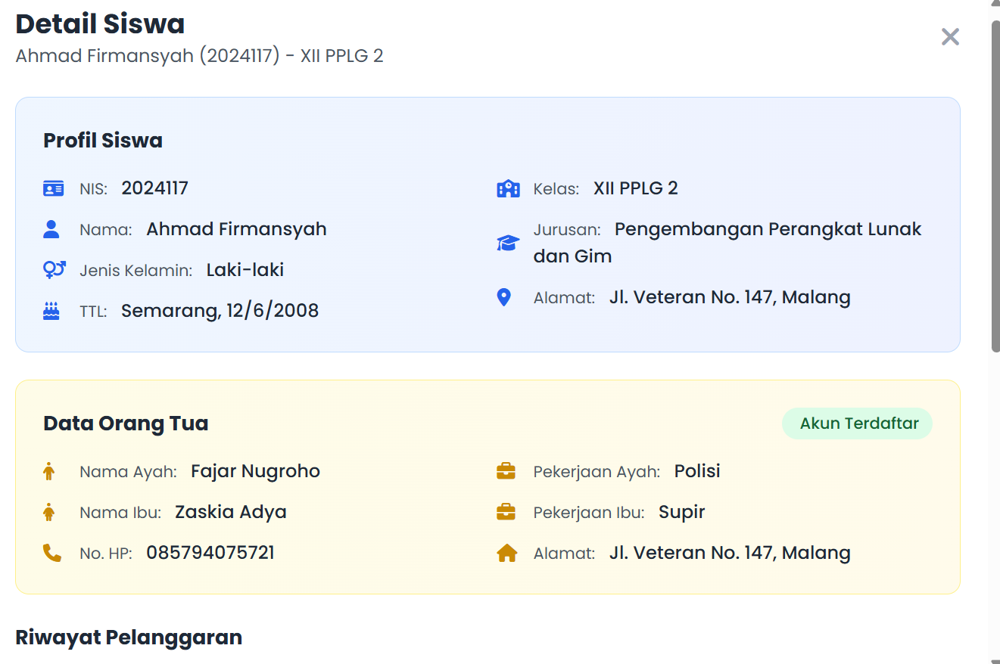 Detail Siswa
Ahmad Firmansyah (2024117) - XII PPLG 2
Profil Siswa
NIS: 2024117
Nama: Ahmad Firmansyah
Jenis Kelamin: Laki-laki
TTL: Semarang, 12/6/2008
Kelas: XII PPLG 2
Jurusan: Pengembangan Perangkat Lunak
dan Gim
Alamat: Jl. Veteran No. 147, Malang
Data Orang Tua
Akun Terdaftar
Nama Ayah: Fajar Nugroho
Nama Ibu: Zaskia Adya
No. HP: 085794075721
Pekerjaan Ayah: Polisi
Pekerjaan Ibu: Supir
Alamat: Jl. Veteran No. 147, Malang
Riwayat Pelanggaran